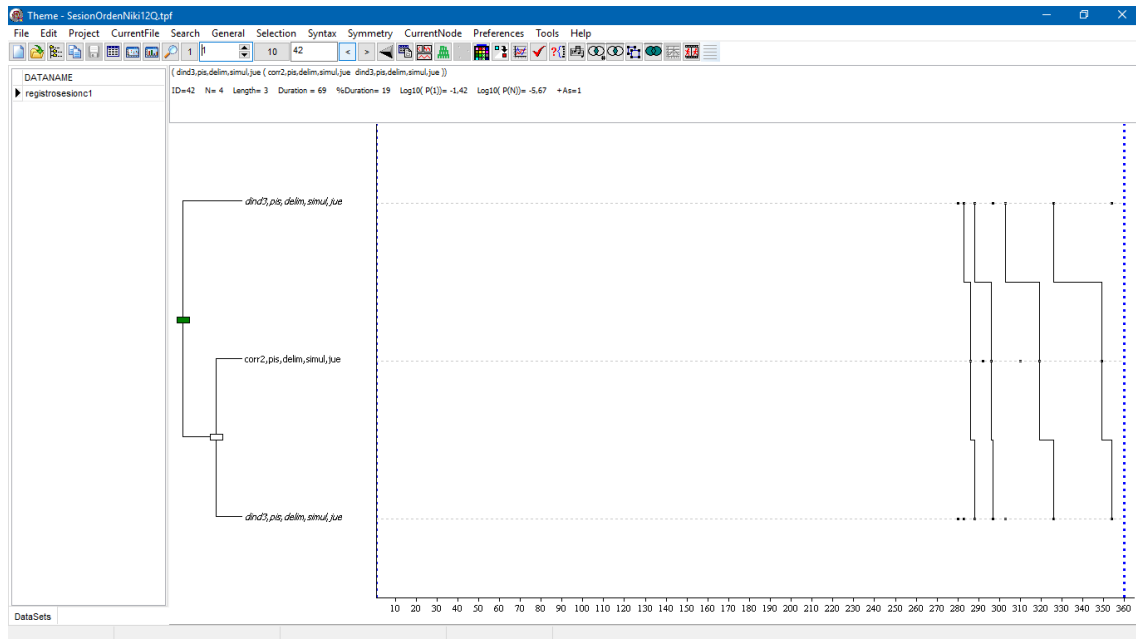 Theme - SesionOrdenNiki12Q.tpf
File Edit Project CurrentFile Search General Selection Syntax Symmetry CurrentNode Preferences Tools Help
1 1 10 42 < >
DATANAME
registrosesionc1
( dind3,pis,delim,simul,jue ( corr2,pis,delim,simul,jue dind3,pis,delim,simul,jue ))
ID=42 N= 4 Length= 3 Duration = 69 %Duration= 19 Log10( P(1))= -1,42 Log10( P(N))= -5,67 +As=1
dind3,pis,delim,simul,jue
corr2,pis,delim,simul,jue
dind3,pis,delim,simul,jue
10 20 30 40 50 60 70 80 90 100 110 120 130 140 150 160 170 180 190 200 210 220 230 240 250 260 270 280 290 300 310 320 330 340 350 360
DataSets